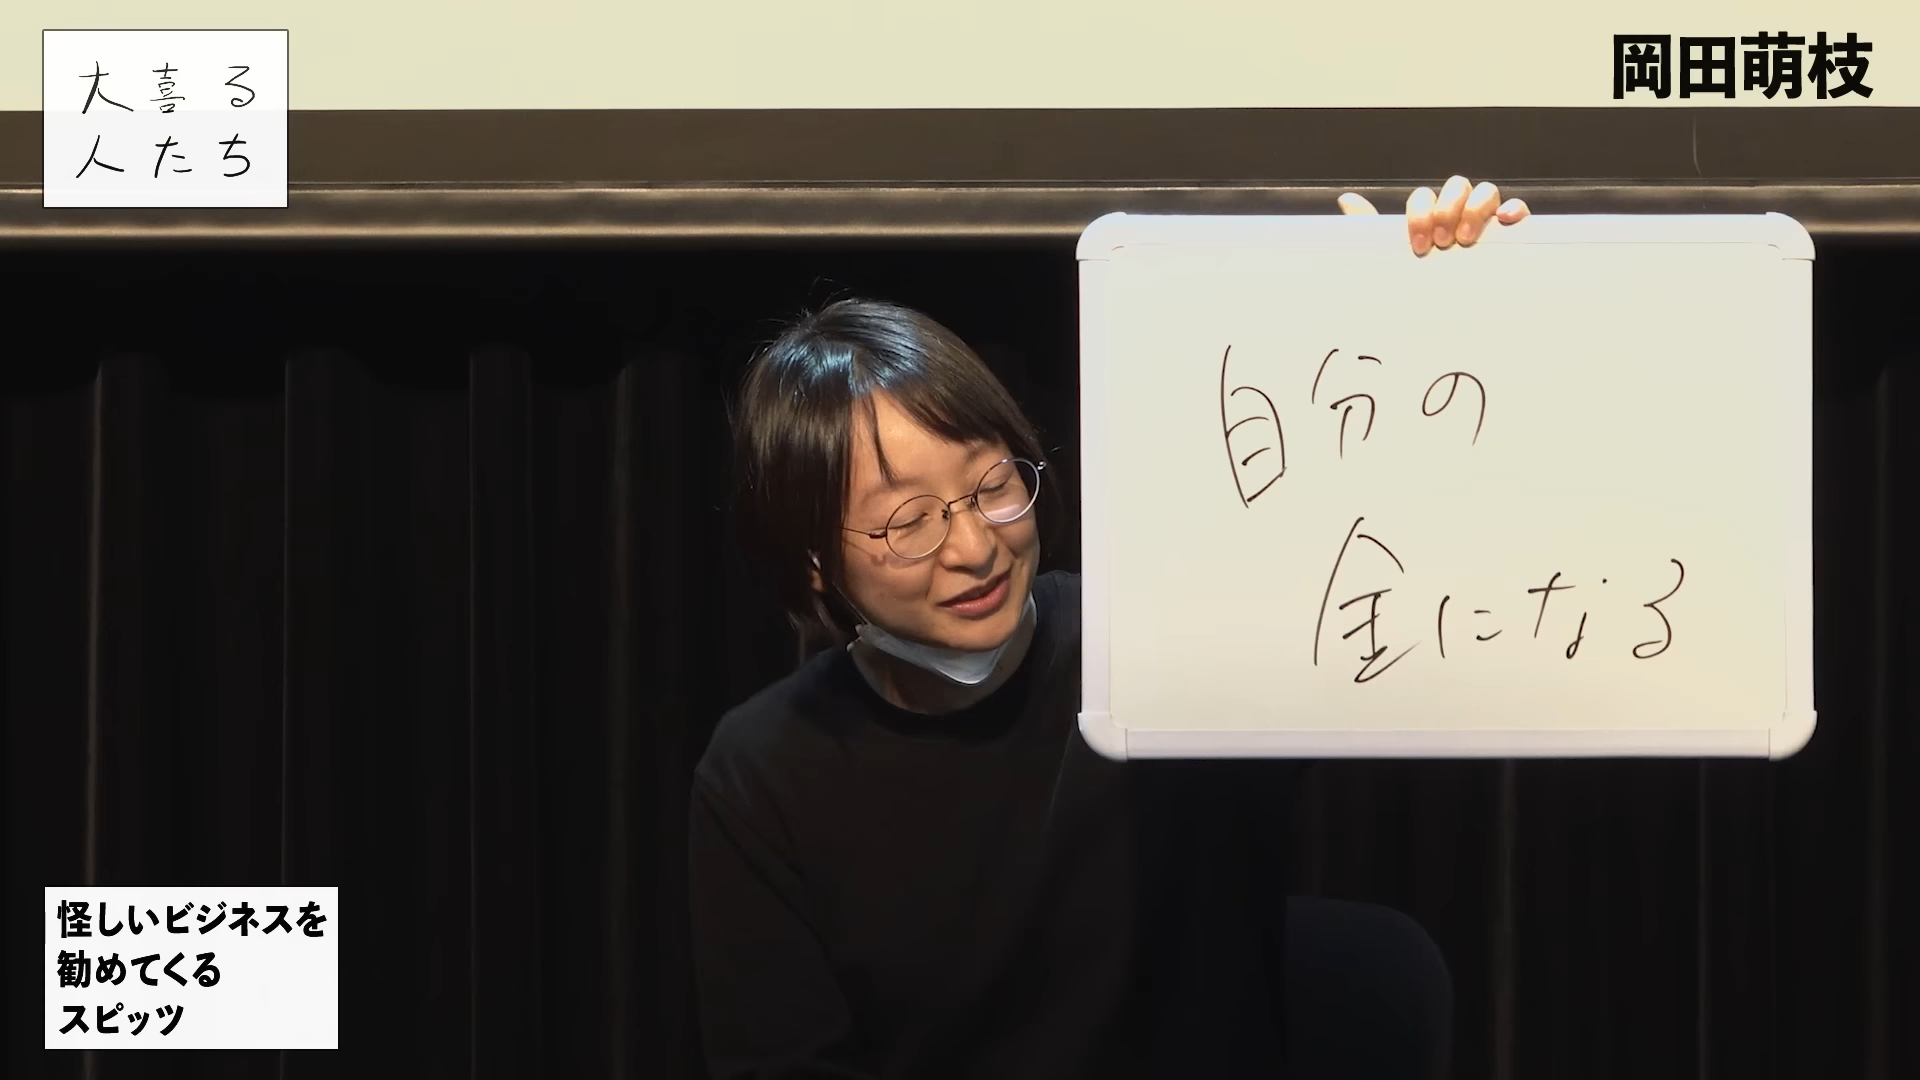 大喜る
人たち
岡田萌枝
自分の
金になる
怪しいビジネスを
勧めてくる
スピッツ